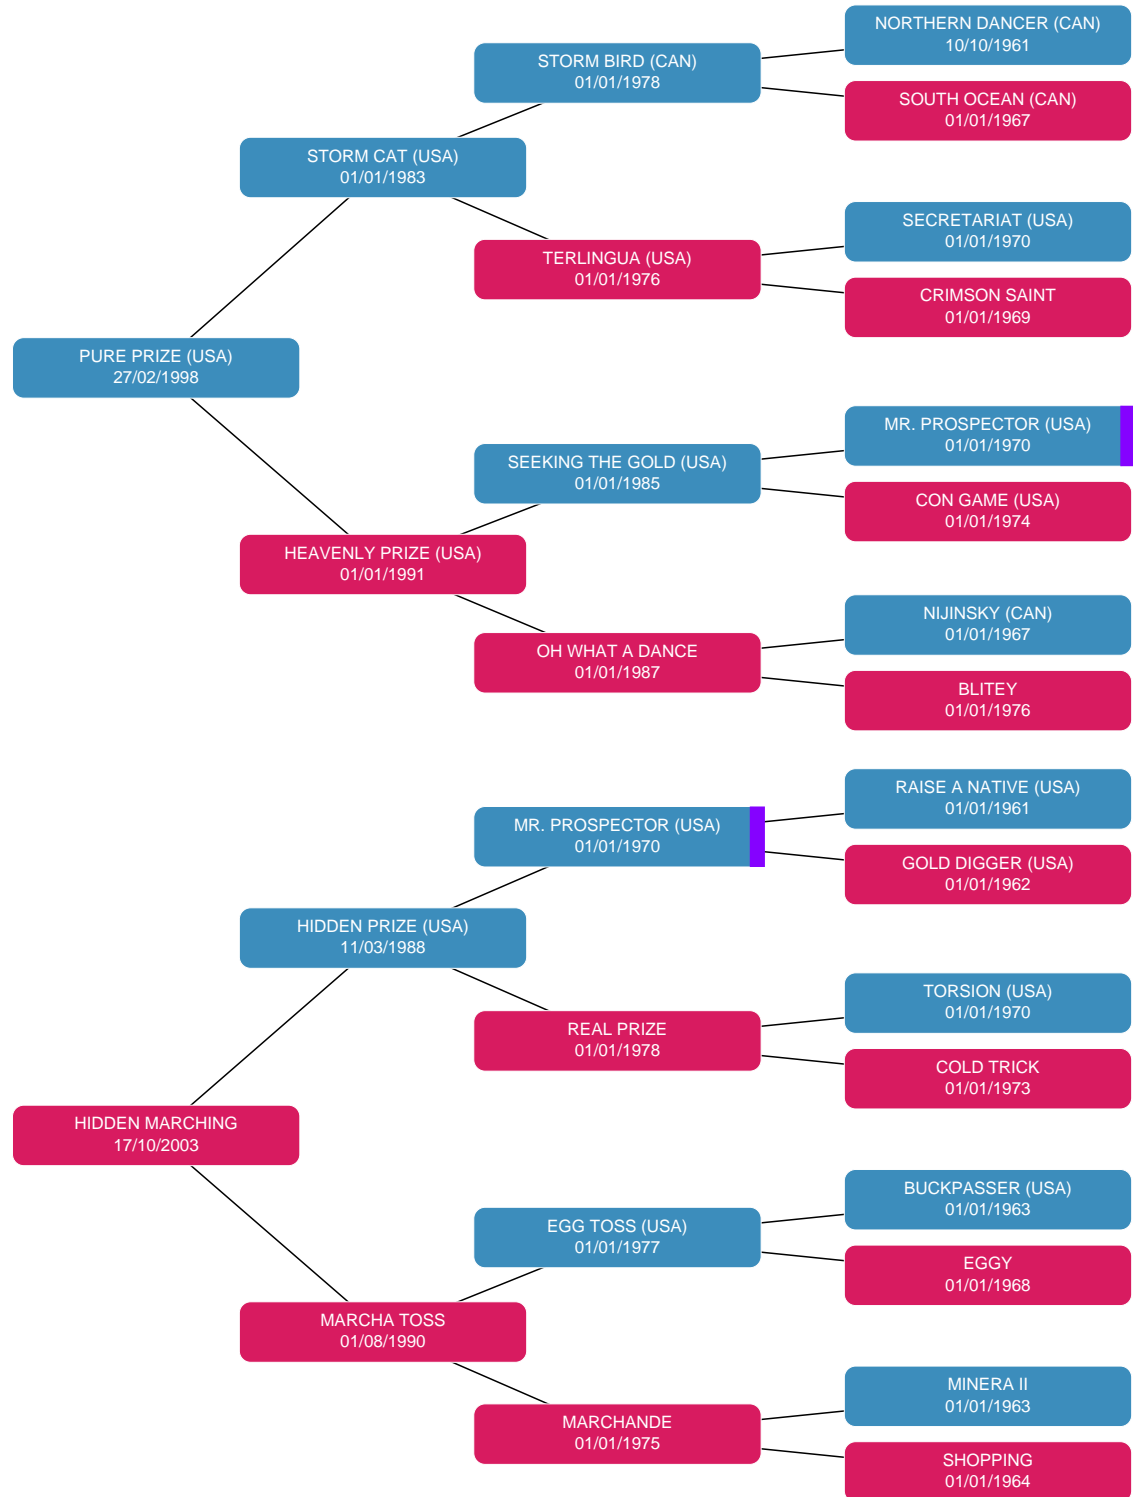 NORTHERN DANCER (CAN)
10/10/1961
STORM BIRD (CAN)
01/01/1978
SOUTH OCEAN (CAN)
01/01/1967
STORM CAT (USA)
01/01/1983
SECRETARIAT (USA)
01/01/1970
TERLINGUA (USA)
01/01/1976
CRIMSON SAINT
01/01/1969
PURE PRIZE (USA)
27/02/1998
MR. PROSPECTOR (USA)
01/01/1970
SEEKING THE GOLD (USA)
01/01/1985
CON GAME (USA)
01/01/1974
HEAVENLY PRIZE (USA)
01/01/1991
NIJINSKY (CAN)
01/01/1967
OH WHAT A DANCE
01/01/1987
BLITEY
01/01/1976
RAISE A NATIVE (USA)
01/01/1961
MR. PROSPECTOR (USA)
01/01/1970
GOLD DIGGER (USA)
01/01/1962
HIDDEN PRIZE (USA)
11/03/1988
TORSION (USA)
01/01/1970
REAL PRIZE
01/01/1978
COLD TRICK
01/01/1973
HIDDEN MARCHING
17/10/2003
BUCKPASSER (USA)
01/01/1963
EGG TOSS (USA)
01/01/1977
EGGY
01/01/1968
MARCHA TOSS
01/08/1990
MINERA II
01/01/1963
MARCHANDE
01/01/1975
SHOPPING
01/01/1964